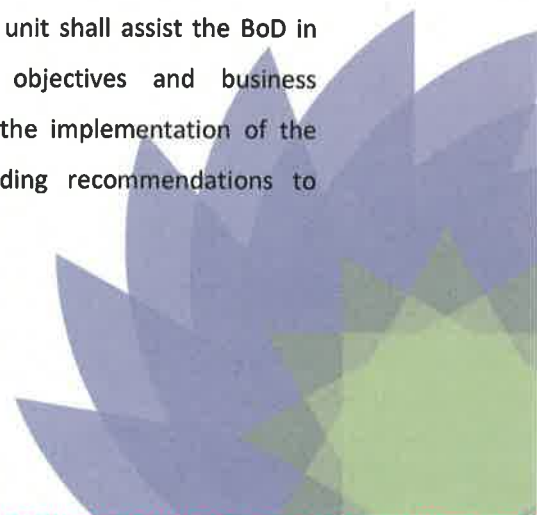 unit shall assist the BoD in
objectives and business
the implementation of the
ding recommendations to